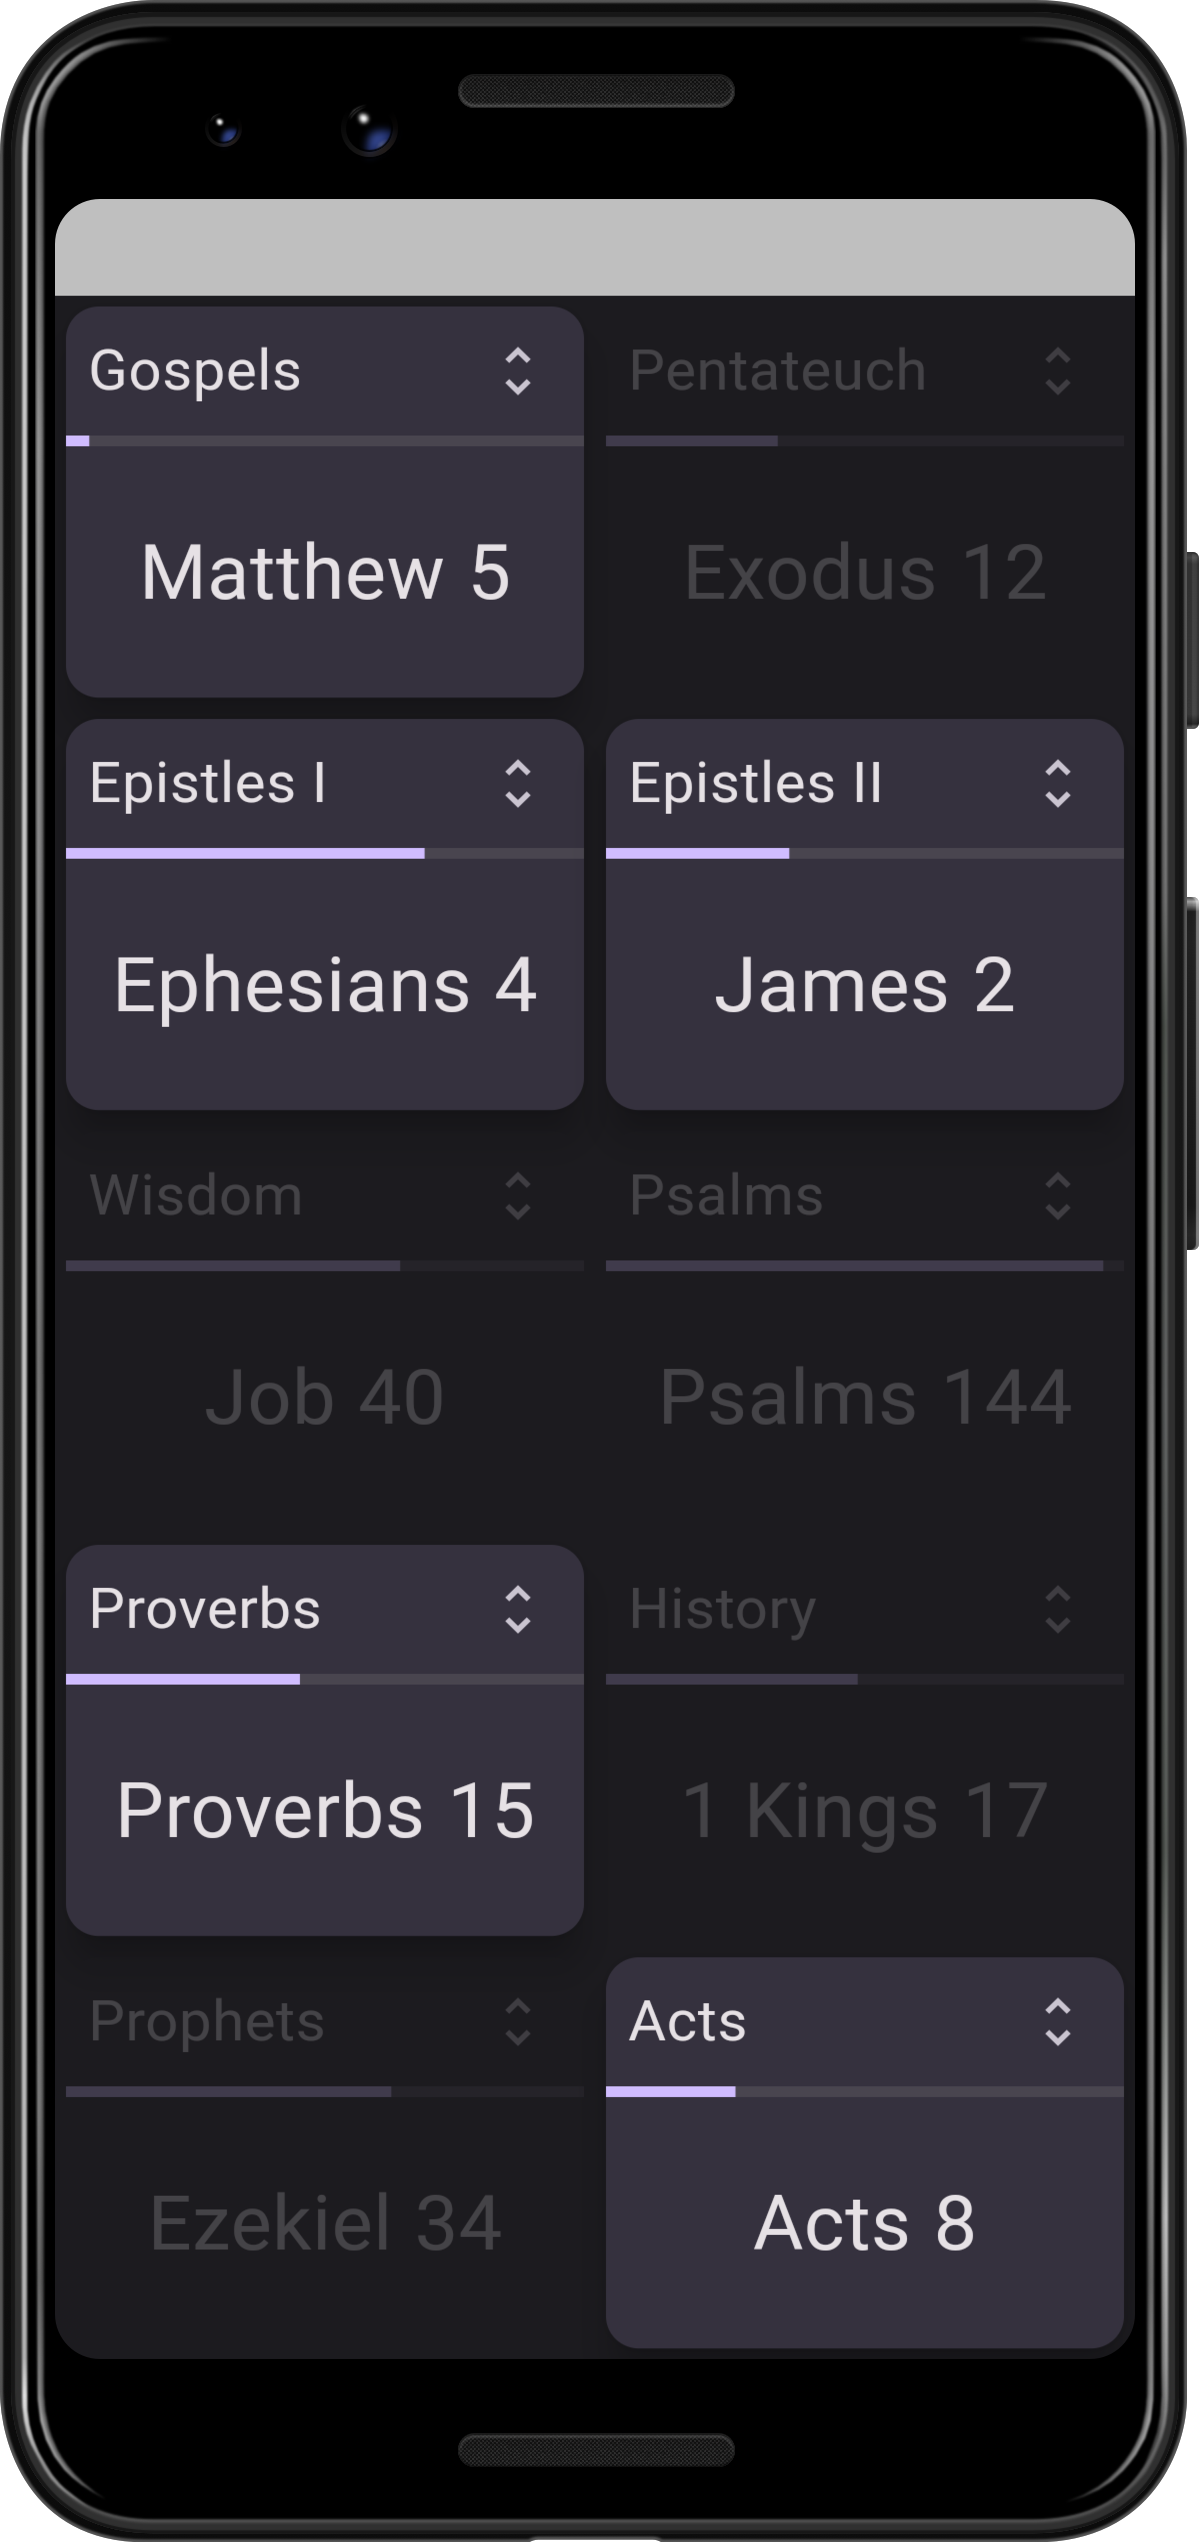 Gospels
Pentateuch
Matthew 5
Exodus 12
Epistles I
Epistles II
Ephesians 4
James 2
Wisdom
Psalms
Job 40
Psalms 144
Proverbs
History
Proverbs 15
1 Kings 17
Prophets
Acts
Ezekiel 34
Acts 8